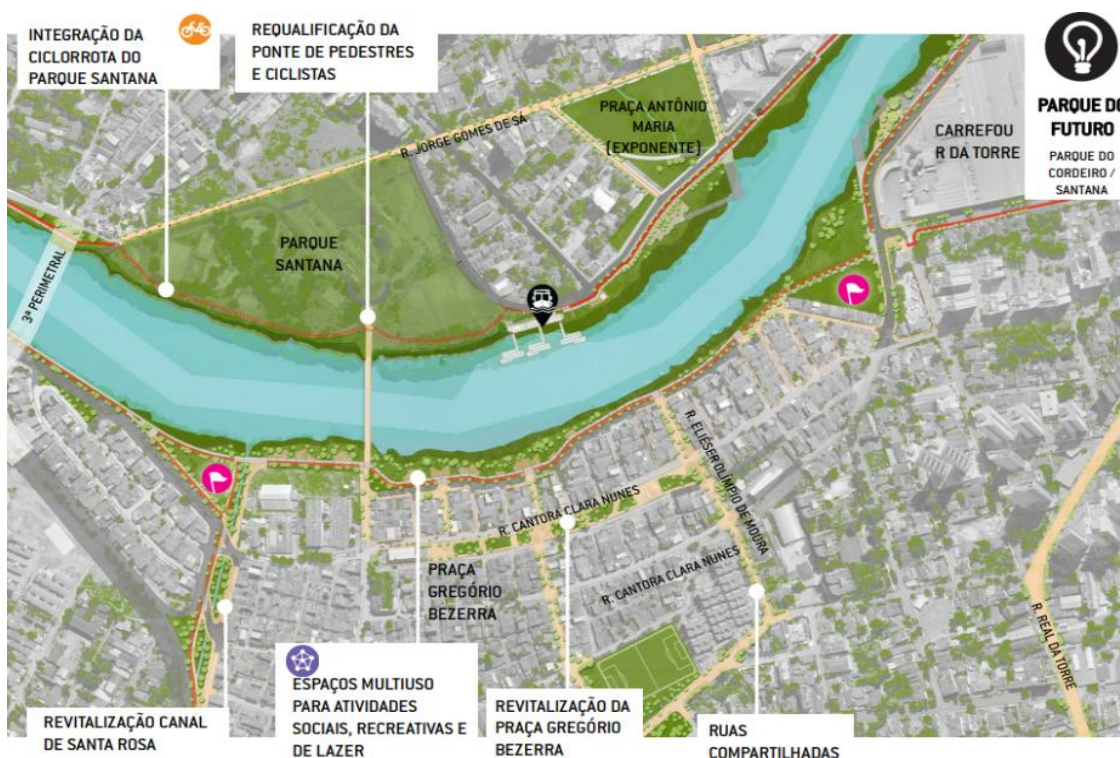 INTEGRAÇÃO DA
CICLORROTA DO
PARQUE SANTANA
REQUALIFICAÇÃO DA
PONTE DE PEDESTRES
E CICLISTAS
PARQUE DO
FUTURO
PARQUE DO
CORDEIRO /
SANTANA
R. JORGE GOMES DE SÁ
PRAÇA ANTÔNIO
MARIA
(EXPONENTE)
CARREFOU
R DA TORRE
PARQUE
SANTANA
3ª PERIMETRAL
R. ELIÉSER OLÍMPIO DE MOURA
R. CANTORA CLARA NUNES
R. CANTORA CLARA NUNES
PRAÇA
GREGÓRIO
BEZERRA
R. REAL DA TORRE
REVITALIZAÇÃO CANAL
DE SANTA ROSA
ESPAÇOS MULTIUSO
PARA ATIVIDADES
SOCIAIS, RECREATIVAS E
DE LAZER
REVITALIZAÇÃO DA
PRAÇA GREGÓRIO
BEZERRA
RUAS
COMPARTILHADAS